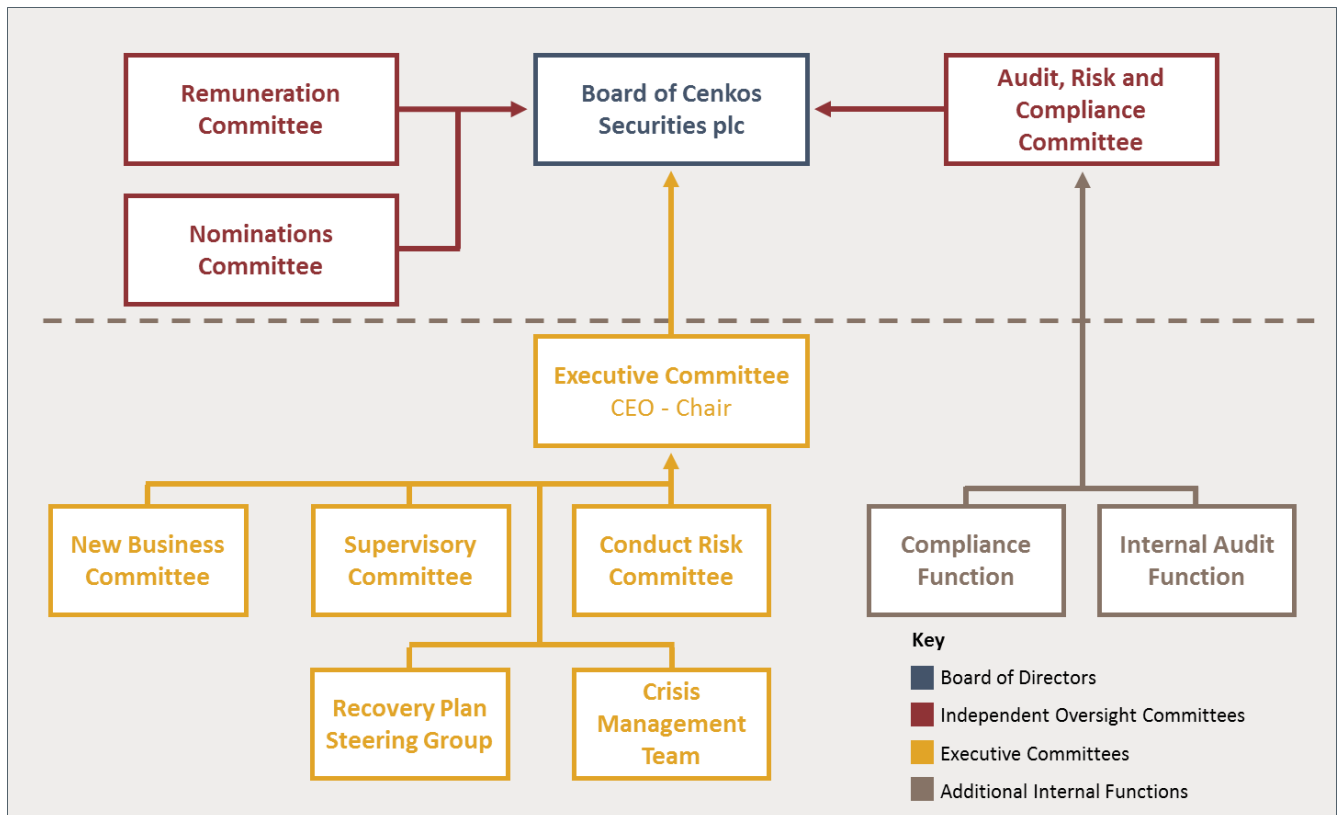 Remuneration
Committee
Board of Cenkos
Securities plc
Audit, Risk and
Compliance
Committee
Nominations
Committee
Executive Committee
CEO - Chair
New Business
Committee
Supervisory
Committee
Conduct Risk
Committee
Compliance
Function
Internal Audit
Function
Recovery Plan
Steering Group
Crisis
Management
Team
Key
Board of Directors
Independent Oversight Committees
Executive Committees
Additional Internal Functions